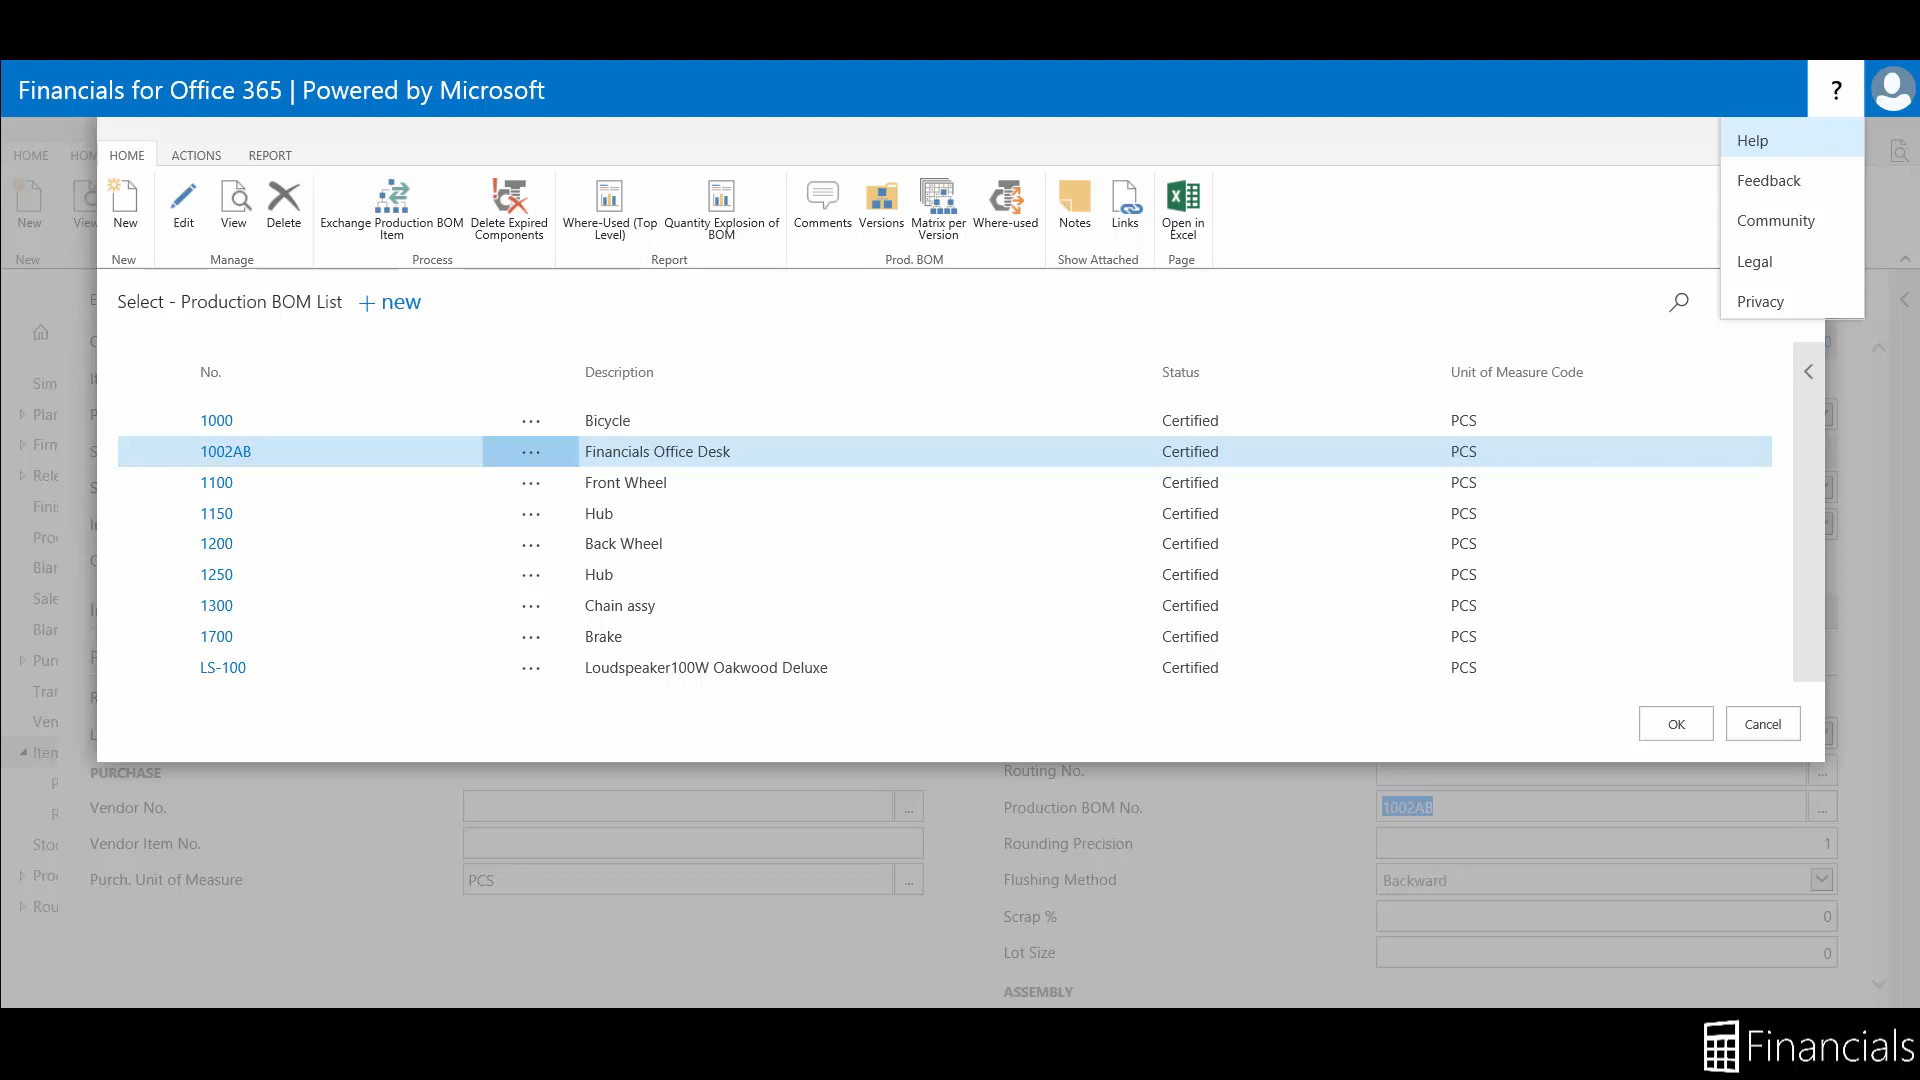 Financials for Office 365 | Powered by Microsoft
?
Help
Feedback
Community
Legal
Privacy
HOME
HOME ACTIONS REPORT
New
View
New
New Edit View Delete Exchange Production BOM Item Delete Expired Components Where-Used (Top Level) Quantity Explosion of BOM Comments Versions Matrix per Version Where-used Notes Links Open in Excel
New Manage Process Report Prod. BOM Show Attached Page
Select - Production BOM List + new
No. Description Status Unit of Measure Code
1000 ... Bicycle Certified PCS
1002AB ... Financials Office Desk Certified PCS
1100 ... Front Wheel Certified PCS
1150 ... Hub Certified PCS
1200 ... Back Wheel Certified PCS
1250 ... Hub Certified PCS
1300 ... Chain assy Certified PCS
1700 ... Brake Certified PCS
LS-100 ... Loudspeaker100W Oakwood Deluxe Certified PCS
OK Cancel
PURCHASE
Vendor No. ...
Vendor Item No.
Purch. Unit of Measure PCS ...
Routing No. ...
Production BOM No. 1002AB ...
Rounding Precision 1
Flushing Method Backward
Scrap % 0
Lot Size 0
ASSEMBLY
Financials